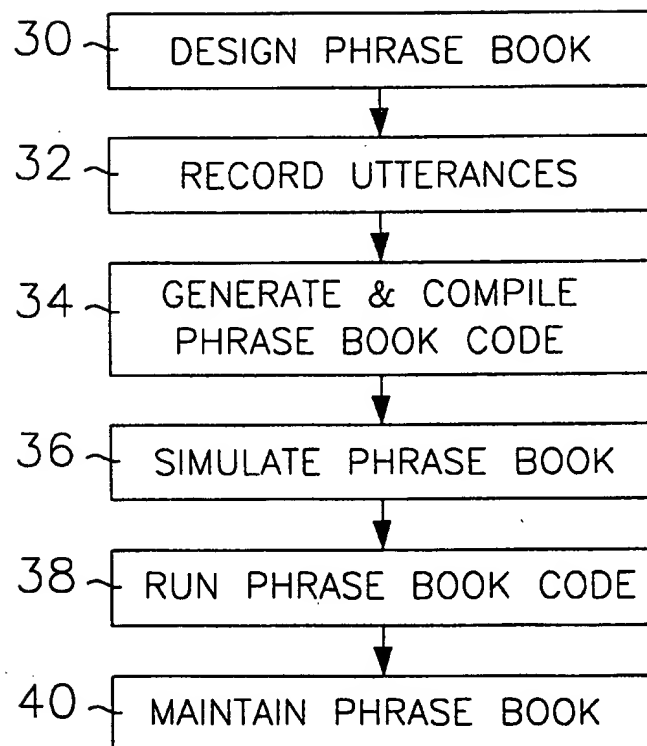 30 DESIGN PHRASE BOOK
32 RECORD UTTERANCES
34 GENERATE & COMPILE
PHRASE BOOK CODE
36 SIMULATE PHRASE BOOK
38 RUN PHRASE BOOK CODE
40 MAINTAIN PHRASE BOOK